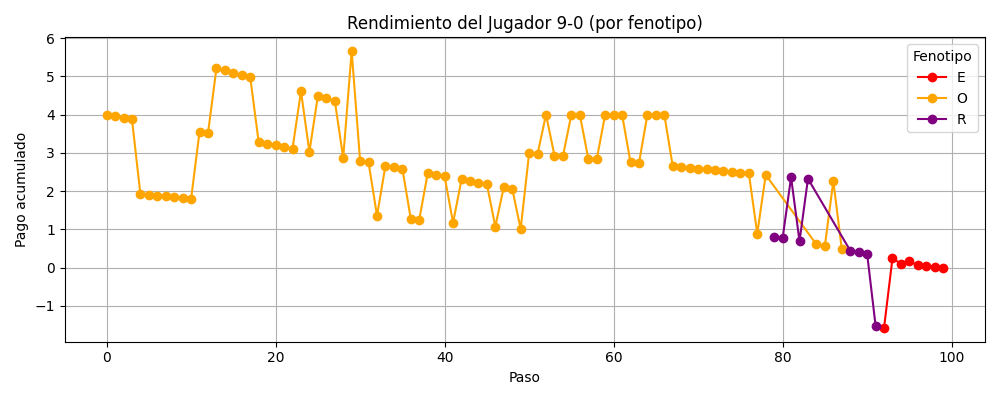 Rendimiento del Jugador 9-0 (por fenotipo)
Pago acumulado
6
5
4
3
2
1
0
−1
Fenotipo
E
O
R
0 20 40 60 80 100
Paso